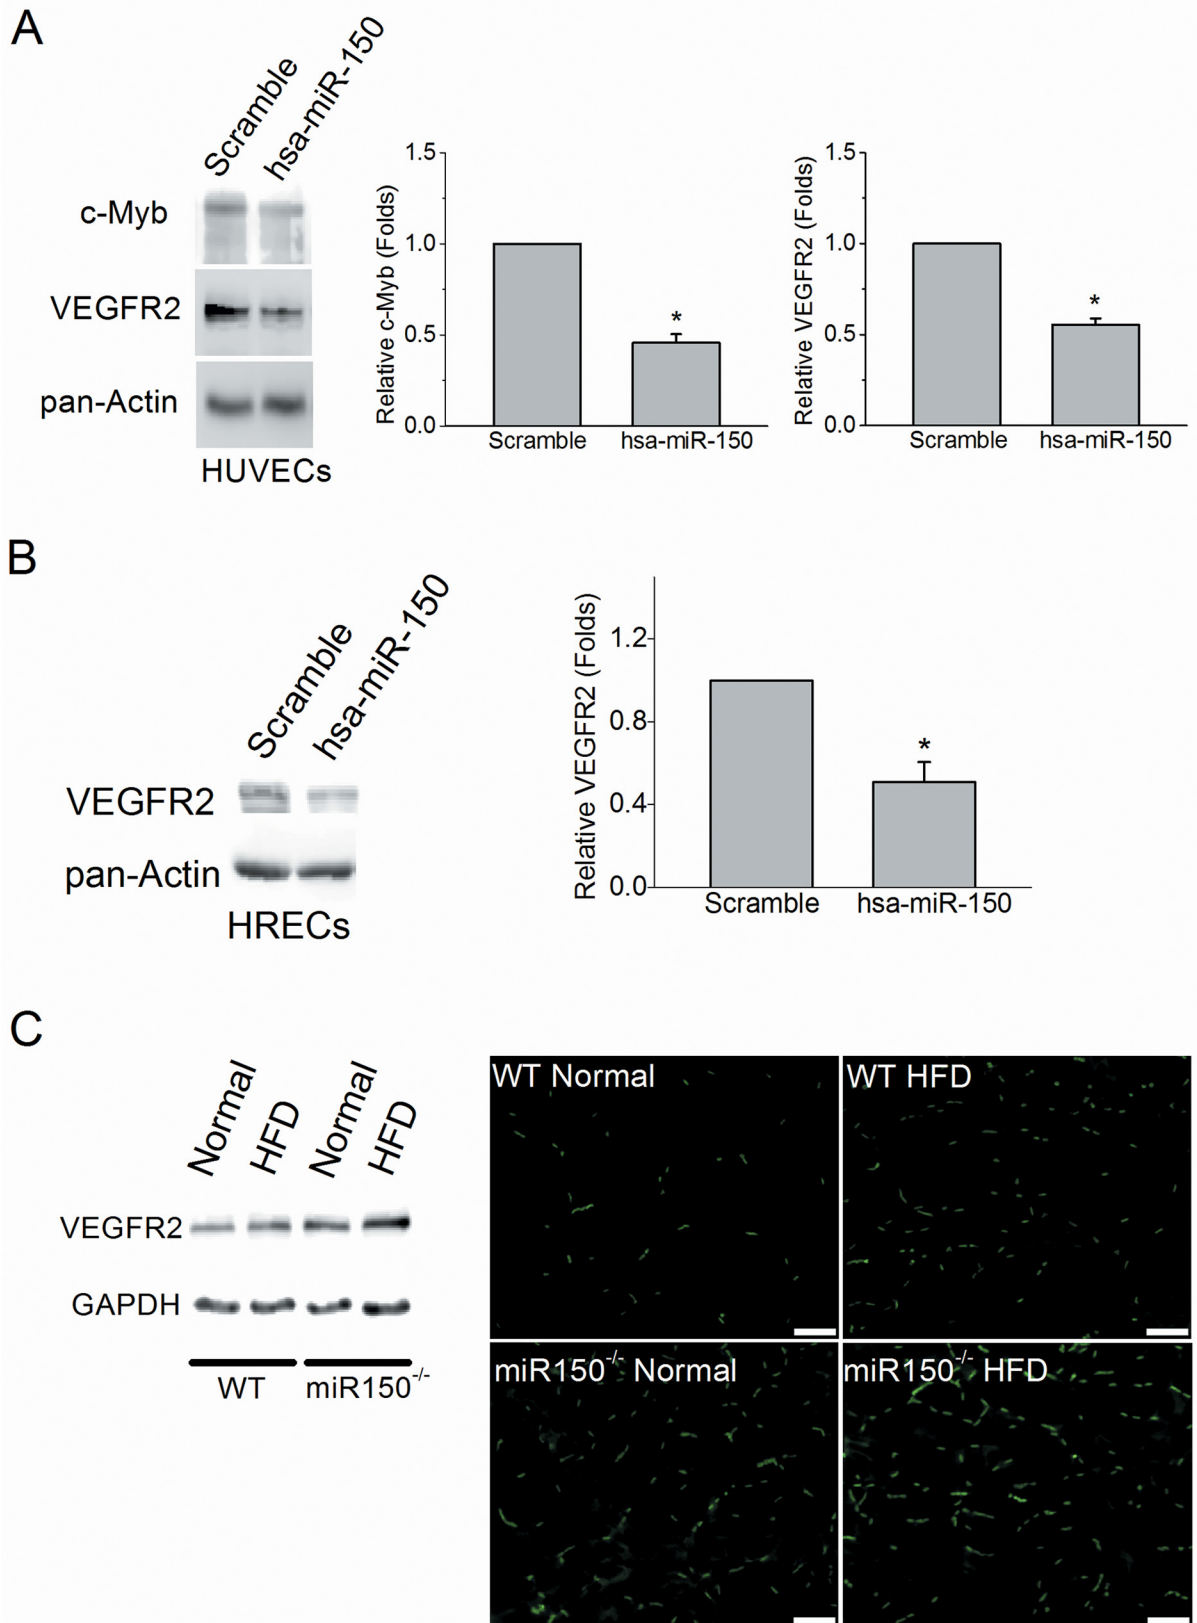 A
Scramble
hsa-miR-150
c-Myb
VEGFR2
pan-Actin
HUVECs
Relative c-Myb (Folds)
1.5
1.0
0.5
0.0
*
Scramble
hsa-miR-150
Relative VEGFR2 (Folds)
1.5
1.0
0.5
0.0
*
Scramble
hsa-miR-150
B
Scramble
hsa-miR-150
VEGFR2
pan-Actin
HRECs
Relative VEGFR2 (Folds)
1.2
0.8
0.4
0.0
*
Scramble
hsa-miR-150
C
Normal
HFD
Normal
HFD
VEGFR2
GAPDH
WT
miR150⁻/⁻
WT Normal
WT HFD
miR150⁻/⁻ Normal
miR150⁻/⁻ HFD